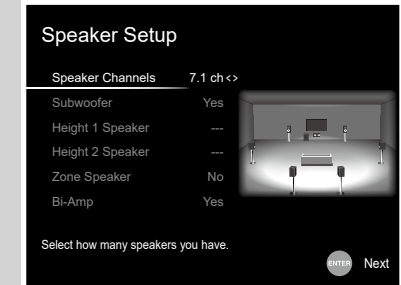 Speaker Setup
Speaker Channels 7.1 ch <>
Subwoofer Yes
Height 1 Speaker ---
Height 2 Speaker ---
Zone Speaker No
Bi-Amp Yes
Select how many speakers you have.
ENTER Next